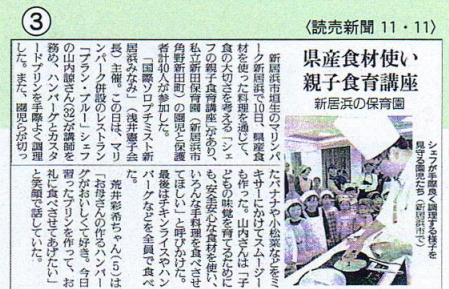 ③
〈読売新聞 11・11〉
県産食材使い
親子食育講座
新居浜の保育園
シェフが手際良く調理する様子を
見守る園児たち（新居浜市で）
新居浜市垣生のマリンパ
ーク新居浜で10日、県産食
材を使った料理を通じて、
食の大切さを考える「シェ
フの親子食育講座」があり、
私立新田保育園（新居浜市
角野新田町）の園児と保護
者計40人が参加した。
「国際ソロプチミスト新
居浜みなみ」（浅井憲子会
長）主催。この日は、マリ
ンパーク併設のレストラン
「ブラン・ブルー」シェフ
の山内諒さん(32)が講師を
務め、ハンバーグとカスタ
ードプリンを手際よく調理
した。また、園児らが切っ
たバナナや小松菜などをミ
キサーにかけてスムージー
も作った。山内さんは「子
どもの味覚を育てるために
も、安全安心な食材を使い、
いろんな手料理を食べさせ
てほしい」と呼びかけた。
最後はチキンライスやハン
バーグなどを全員で食べ
た。
荒井彩希ちゃん（5）は
「お母さんの作るハンバー
グがおいしくて好き。今日
習ったプリンを作って、お
礼に食べさせてあげたい」
と笑顔で話していた。